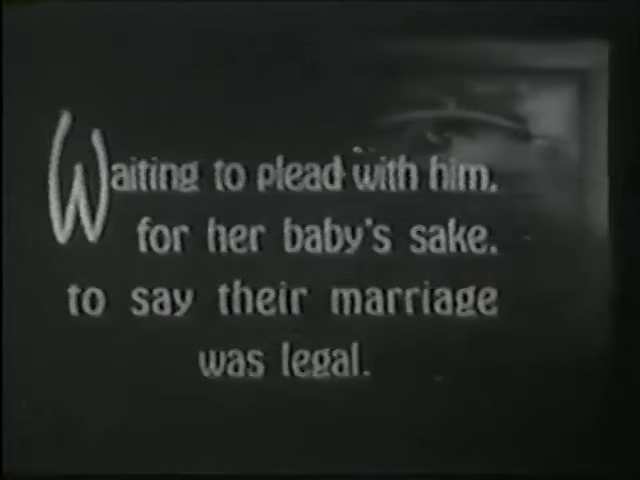 Waiting to plead with him,
for her baby's sake,
to say their marriage
was legal.